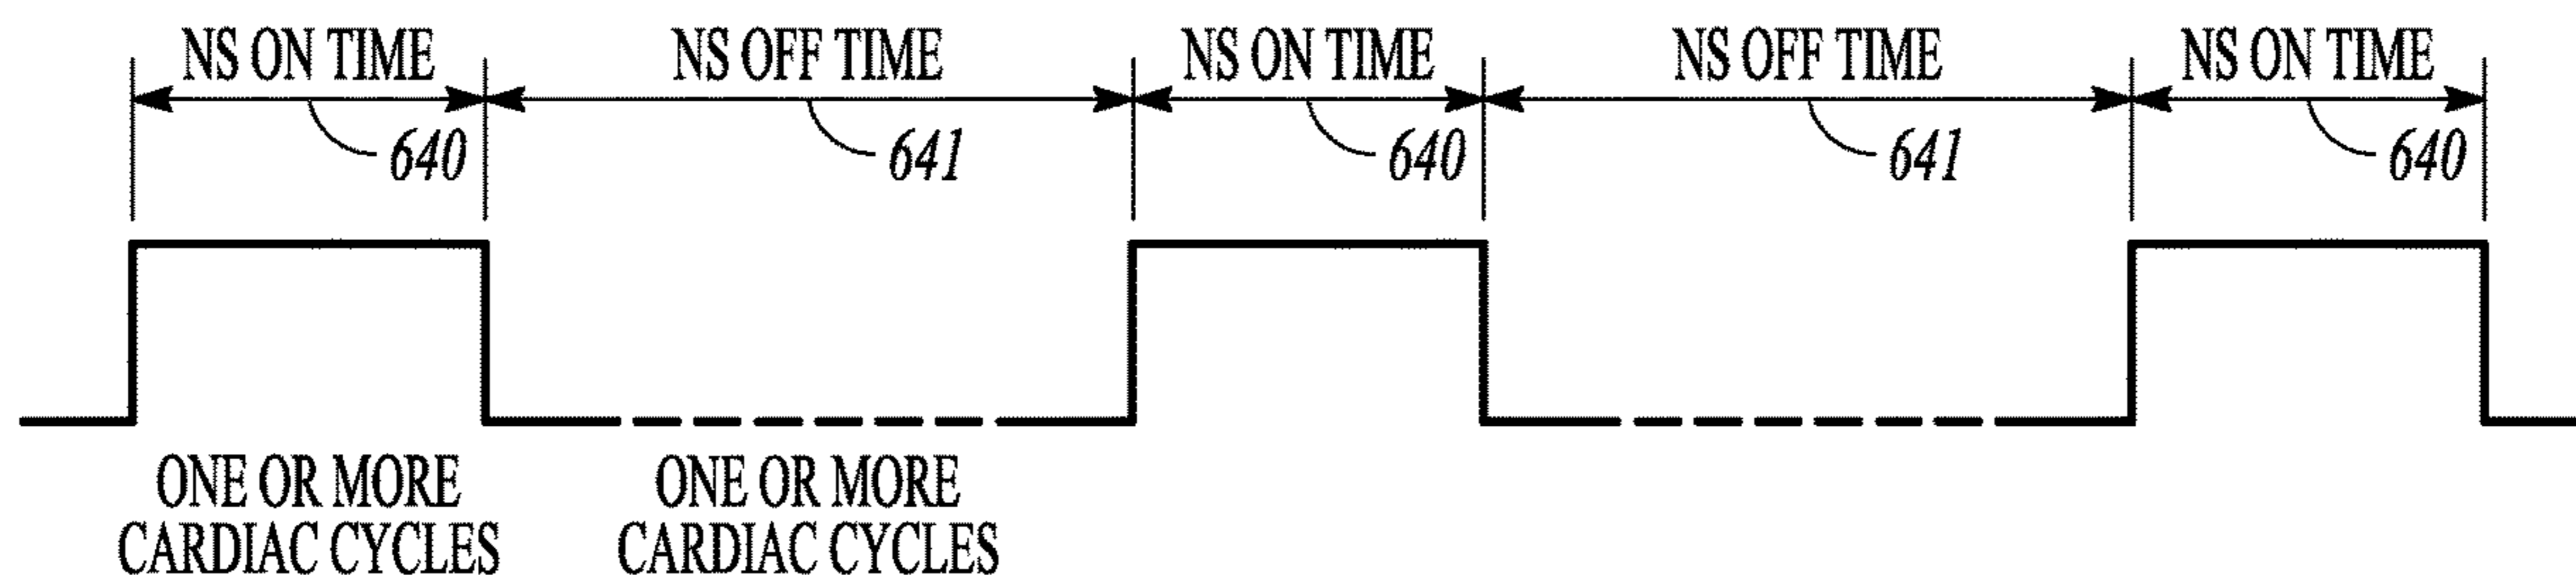 NS ON TIME NS OFF TIME NS ON TIME NS OFF TIME NS ON TIME
640 641 640 641 640
ONE OR MORE ONE OR MORE
CARDIAC CYCLES CARDIAC CYCLES